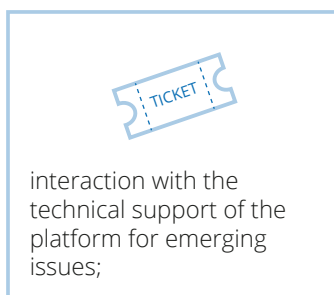 TICKET
interaction with the
technical support of the
platform for emerging
issues;